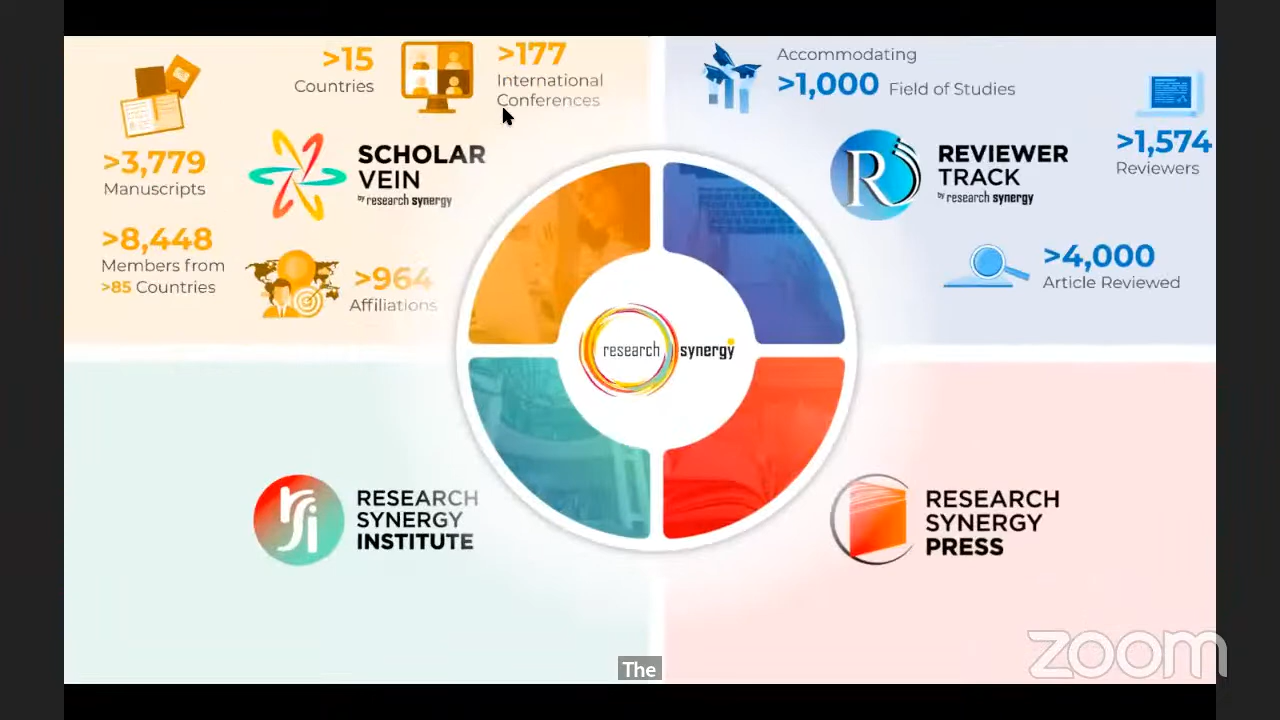 >15
Countries
>177
International
Conferences
>3,779
Manuscripts
SCHOLAR
VEIN
by research synergy
>8,448
Members from
>85 Countries
>964
Affiliations
Accommodating
>1,000 Field of Studies
>1,574
Reviewers
REVIEWER
TRACK
by research synergy
>4,000
Article Reviewed
research synergy
rsi
RESEARCH
SYNERGY
INSTITUTE
RESEARCH
SYNERGY
PRESS
The
zoom